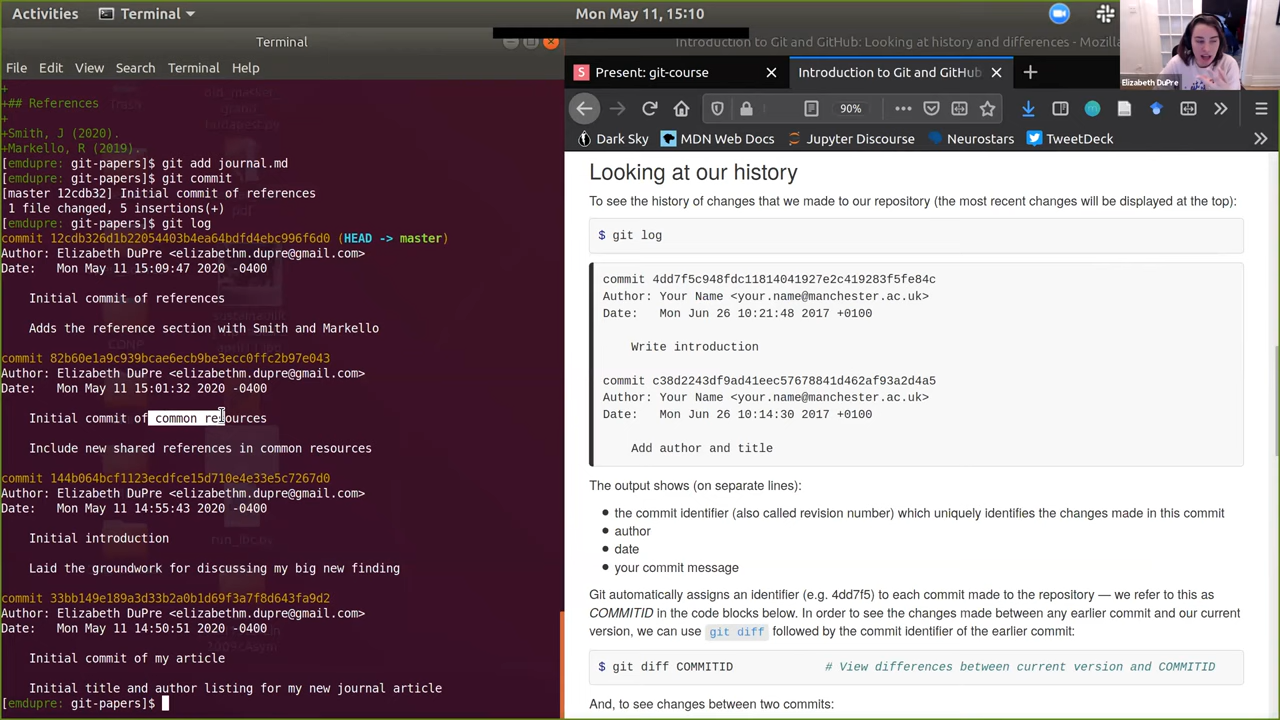 Activities
Terminal
Mon May 11, 15:10
Elizabeth DuPre
Terminal
File Edit View Search Terminal Help
+
+## References
+
+Smith, J (2020).
+Markello, R (2019).
[emdupre: git-papers]$ git add journal.md
[emdupre: git-papers]$ git commit
[master 12cdb32] Initial commit of references
1 file changed, 5 insertions(+)
[emdupre: git-papers]$ git log
commit 12cdb326d1b22054403b4ea64bdfd4ebc996f6d0 (HEAD -> master)
Author: Elizabeth DuPre <elizabethm.dupre@gmail.com>
Date: Mon May 11 15:09:47 2020 -0400
Initial commit of references
Adds the reference section with Smith and Markello
commit 82b60e1a9c939bcae6ecb9be3ecc0ffc2b97e043
Author: Elizabeth DuPre <elizabethm.dupre@gmail.com>
Date: Mon May 11 15:01:32 2020 -0400
Initial commit of common resources
Include new shared references in common resources
commit 144b064bcf1123ecdfce15d710e4e33e5c7267d0
Author: Elizabeth DuPre <elizabethm.dupre@gmail.com>
Date: Mon May 11 14:55:43 2020 -0400
Initial introduction
Laid the groundwork for discussing my big new finding
commit 33bb149e189a3d33b2a0b1d69f3a7f8d643fa9d2
Author: Elizabeth DuPre <elizabethm.dupre@gmail.com>
Date: Mon May 11 14:50:51 2020 -0400
Initial commit of my article
Initial title and author listing for my new journal article
[emdupre: git-papers]$
Introduction to Git and GitHub: Looking at history and differences - Mozilla
Present: git-course
Introduction to Git and GitHub
90%
Dark Sky
MDN Web Docs
Jupyter Discourse
Neurostars
TweetDeck
Looking at our history
To see the history of changes that we made to our repository (the most recent changes will be displayed at the top):
$ git log
commit 4dd7f5c948fdc11814041927e2c419283f5fe84c
Author: Your Name <your.name@manchester.ac.uk>
Date: Mon Jun 26 10:21:48 2017 +0100
Write introduction
commit c38d2243df9ad41eec57678841d462af93a2d4a5
Author: Your Name <your.name@manchester.ac.uk>
Date: Mon Jun 26 10:14:30 2017 +0100
Add author and title
The output shows (on separate lines):
the commit identifier (also called revision number) which uniquely identifies the changes made in this commit
author
date
your commit message
Git automatically assigns an identifier (e.g. 4dd7f5) to each commit made to the repository — we refer to this as
COMMITID in the code blocks below. In order to see the changes made between any earlier commit and our current
version, we can use git diff followed by the commit identifier of the earlier commit:
$ git diff COMMITID # View differences between current version and COMMITID
And, to see changes between two commits: